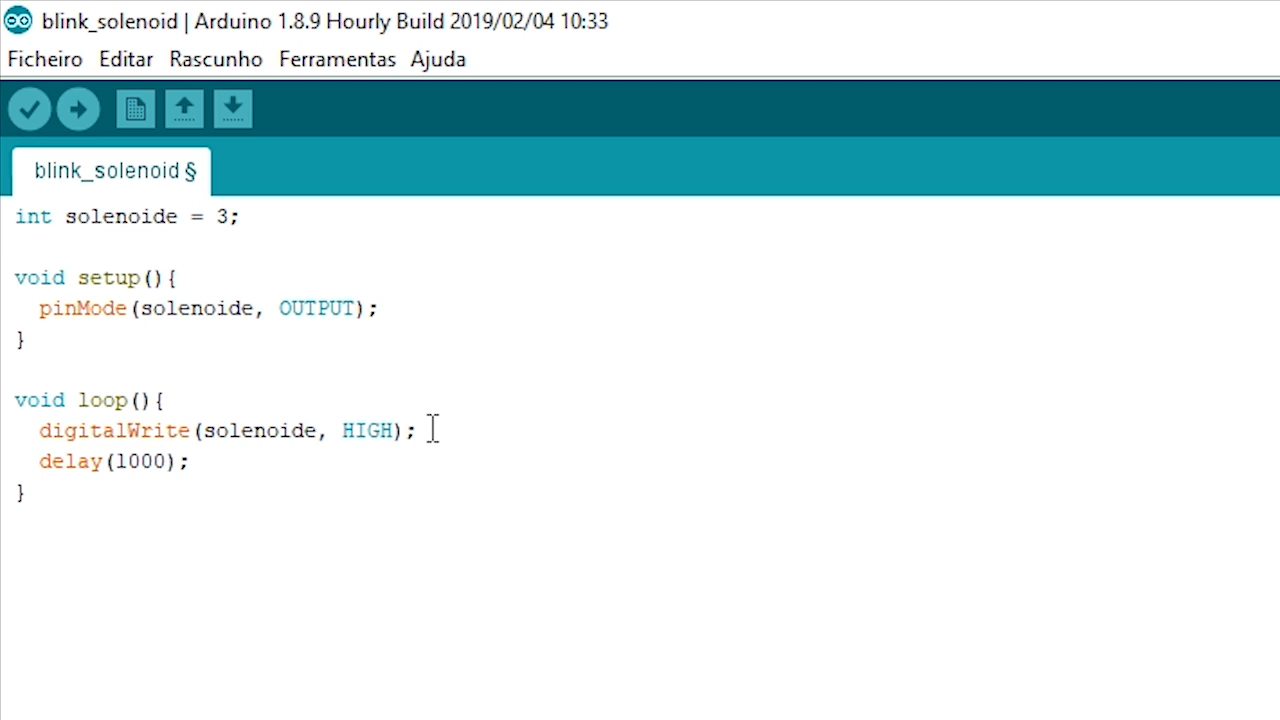 blink_solenoid | Arduino 1.8.9 Hourly Build 2019/02/04 10:33
Ficheiro Editar Rascunho Ferramentas Ajuda
blink_solenoid §
int solenoide = 3;
void setup(){
pinMode(solenoide, OUTPUT);
}
void loop(){
digitalWrite(solenoide, HIGH);
delay(1000);
}